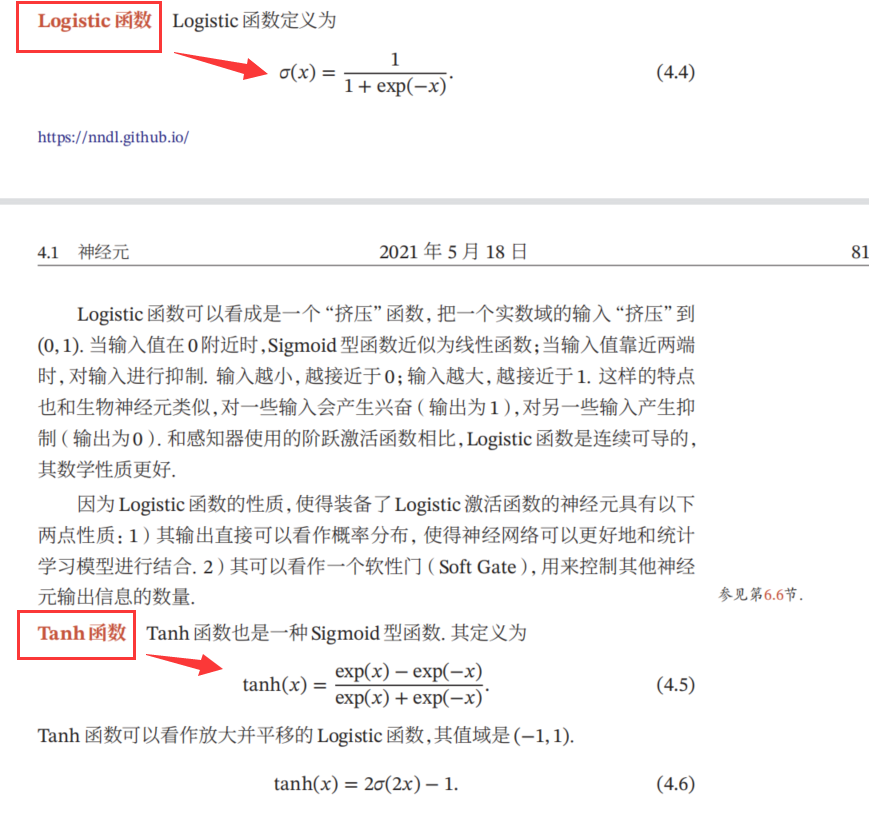 Logistic 函数 Logistic 函数定义为
σ(x) = 1 / (1 + exp(−x)). (4.4)
https://nndl.github.io/
4.1 神经元 2021 年 5 月 18 日 81
Logistic 函数可以看成是一个“挤压”函数, 把一个实数域的输入“挤压”到
(0, 1). 当输入值在 0 附近时, Sigmoid 型函数近似为线性函数; 当输入值靠近两端
时, 对输入进行抑制. 输入越小, 越接近于 0; 输入越大, 越接近于 1. 这样的特点
也和生物神经元类似, 对一些输入会产生兴奋 ( 输出为 1 ), 对另一些输入产生抑
制 ( 输出为 0 ). 和感知器使用的阶跃激活函数相比, Logistic 函数是连续可导的,
其数学性质更好.
因为 Logistic 函数的性质, 使得装备了 Logistic 激活函数的神经元具有以下
两点性质: 1 ) 其输出直接可以看作概率分布, 使得神经网络可以更好地和统计
学习模型进行结合. 2 ) 其可以看作一个软性门 ( Soft Gate ), 用来控制其他神经
元输出信息的数量. 参见第6.6节.
Tanh 函数 Tanh 函数也是一种 Sigmoid 型函数. 其定义为
tanh(x) = (exp(x) − exp(−x)) / (exp(x) + exp(−x)). (4.5)
Tanh 函数可以看作放大并平移的 Logistic 函数, 其值域是 (−1, 1).
tanh(x) = 2σ(2x) − 1. (4.6)